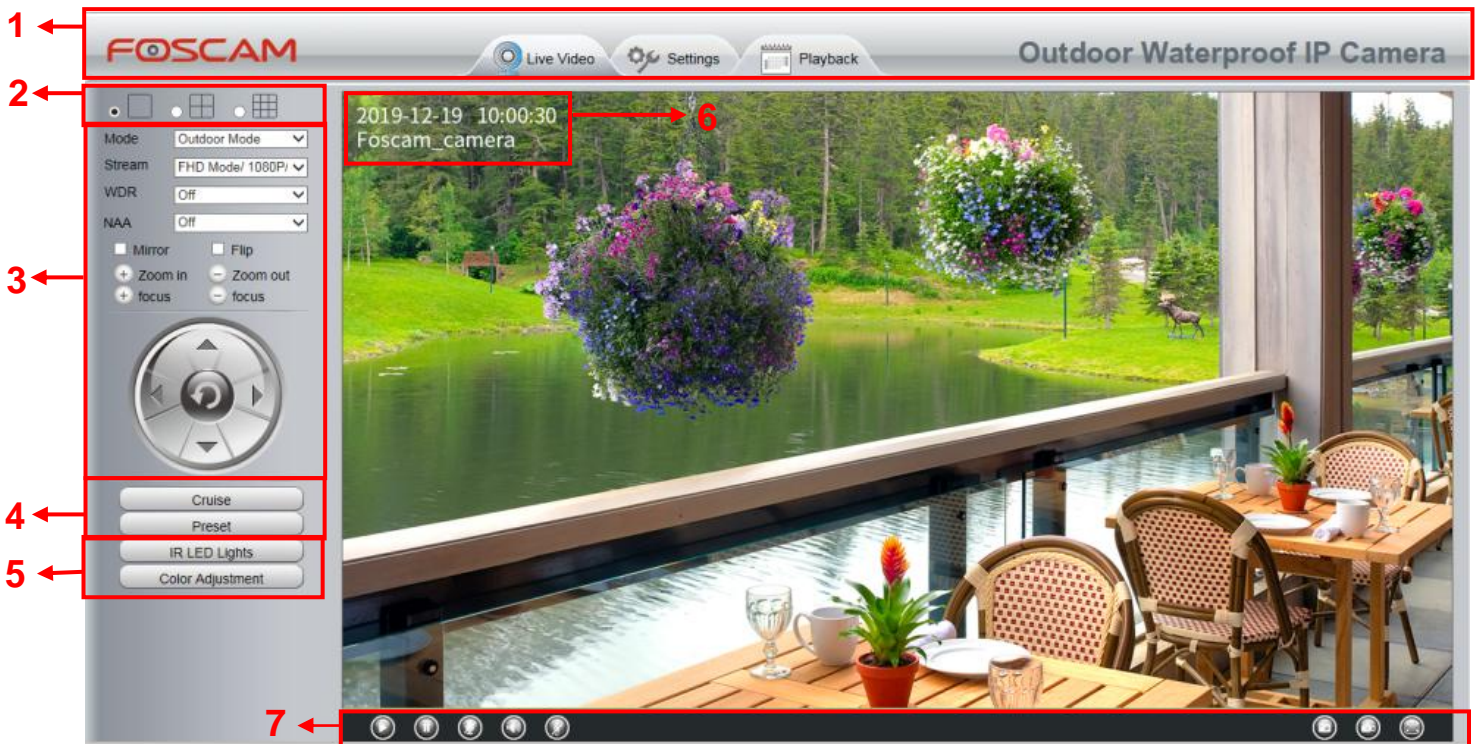 1
FOSCAM
Live Video
Settings
Playback
Outdoor Waterproof IP Camera
2
6
2019-12-19 10:00:30
Foscam_camera
3
Mode Outdoor Mode
Stream FHD Mode/ 1080P/
WDR Off
NAA Off
Mirror Flip
+ Zoom in − Zoom out
+ focus − focus
4
Cruise
Preset
5
IR LED Lights
Color Adjustment
7